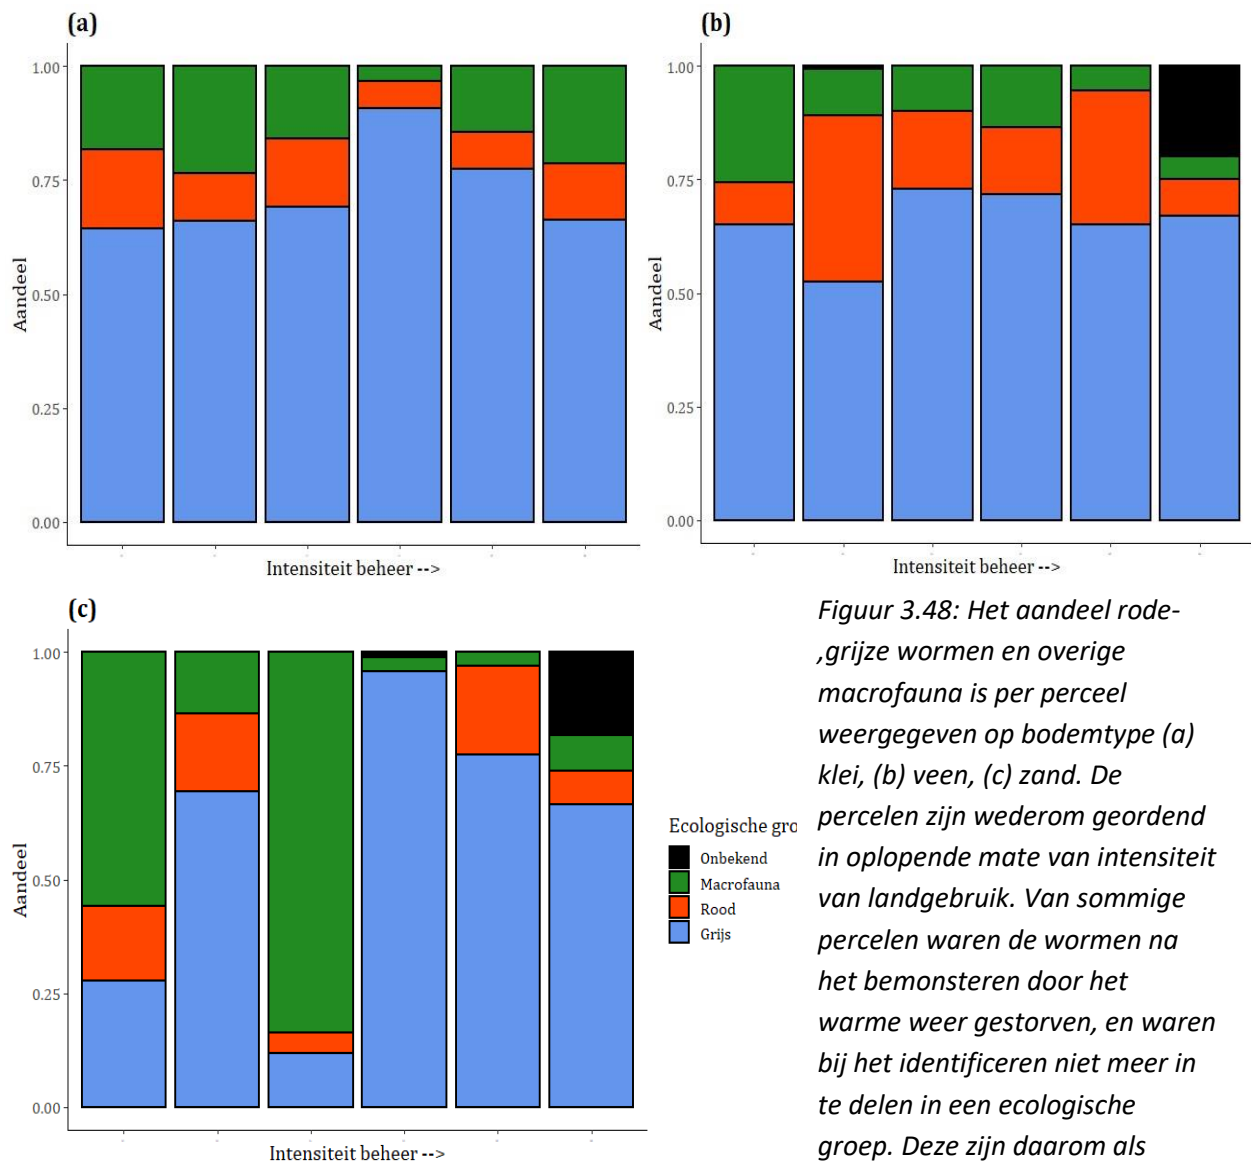 (a)
1.00
0.75
0.50
0.25
0.00
Aandeel
Intensiteit beheer -->
(b)
1.00
0.75
0.50
0.25
0.00
Aandeel
Intensiteit beheer -->
(c)
1.00
0.75
0.50
0.25
0.00
Aandeel
Intensiteit beheer -->
Ecologische gro
Onbekend
Macrofauna
Rood
Grijs
Figuur 3.48: Het aandeel rode-
,grijze wormen en overige
macrofauna is per perceel
weergegeven op bodemtype (a)
klei, (b) veen, (c) zand. De
percelen zijn wederom geordend
in oplopende mate van intensiteit
van landgebruik. Van sommige
percelen waren de wormen na
het bemonsteren door het
warme weer gestorven, en waren
bij het identificeren niet meer in
te delen in een ecologische
groep. Deze zijn daarom als